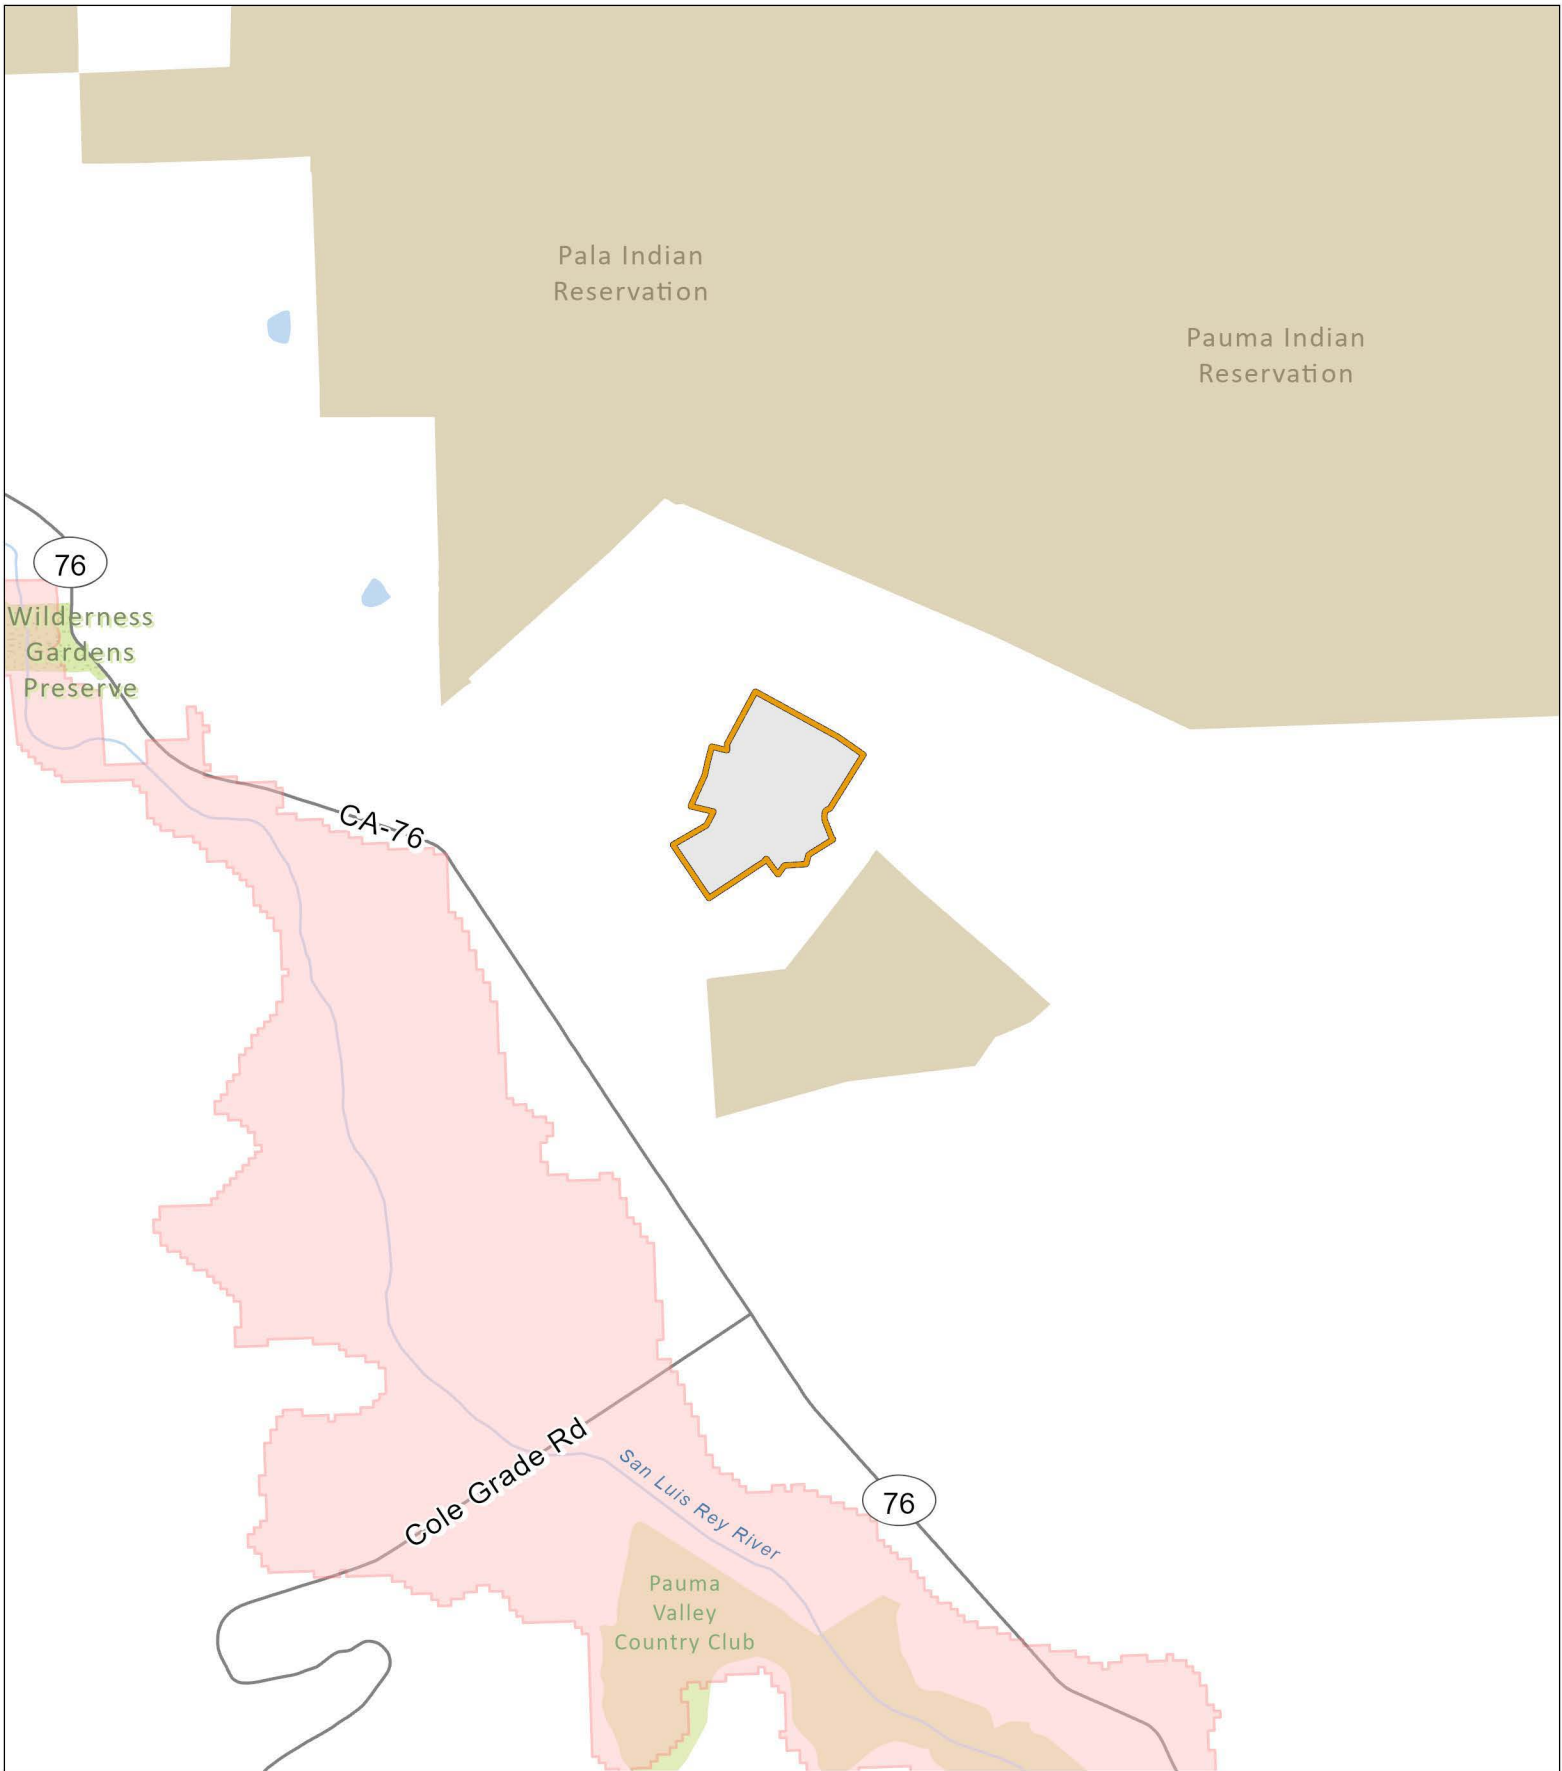 Pala Indian
Reservation
Pauma Indian
Reservation
76
Wilderness
Gardens
Preserve
CA-76
Cole Grade Rd
San Luis Rey River
76
Pauma
Valley
Country Club